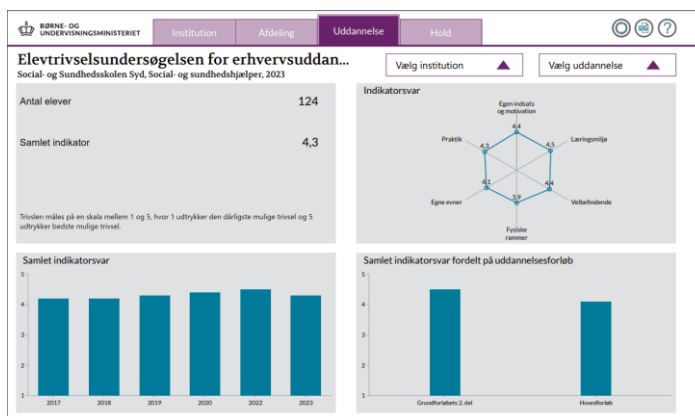 BØRNE- OG
UNDERVISNINGSMINISTERIET
Institution
Afdeling
Uddannelse
Hold
?
Elevtrivselsundersøgelsen for erhvervsuddan...
Social- og Sundhedsskolen Syd, Social- og sundhedshjælper, 2023
Vælg institution
Vælg uddannelse
Antal elever
124
Samlet indikator
4,3
Trivslen måles på en skala mellem 1 og 5, hvor 1 udtrykker den dårligste mulige trivsel og 5
udtrykker bedste mulige trivsel.
Indikatorsvar
Egen indsats
og motivation
4,4
Praktik
4,3
4,5
Læringsmiljø
Egne evner
4,1
4,4
Velbefindende
3,9
Fysiske
rammer
Samlet indikatorsvar
5
4
3
2
1
2017
2018
2019
2020
2022
2023
Samlet indikatorsvar fordelt på uddannelsesforløb
5
4
3
2
1
Grundforløbets 2. del
Hovedforløb